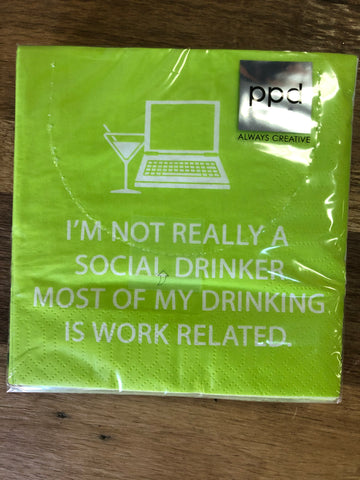 ppd
ALWAYS CREATIVE
I'M NOT REALLY A
SOCIAL DRINKER
MOST OF MY DRINKING
IS WORK RELATED.